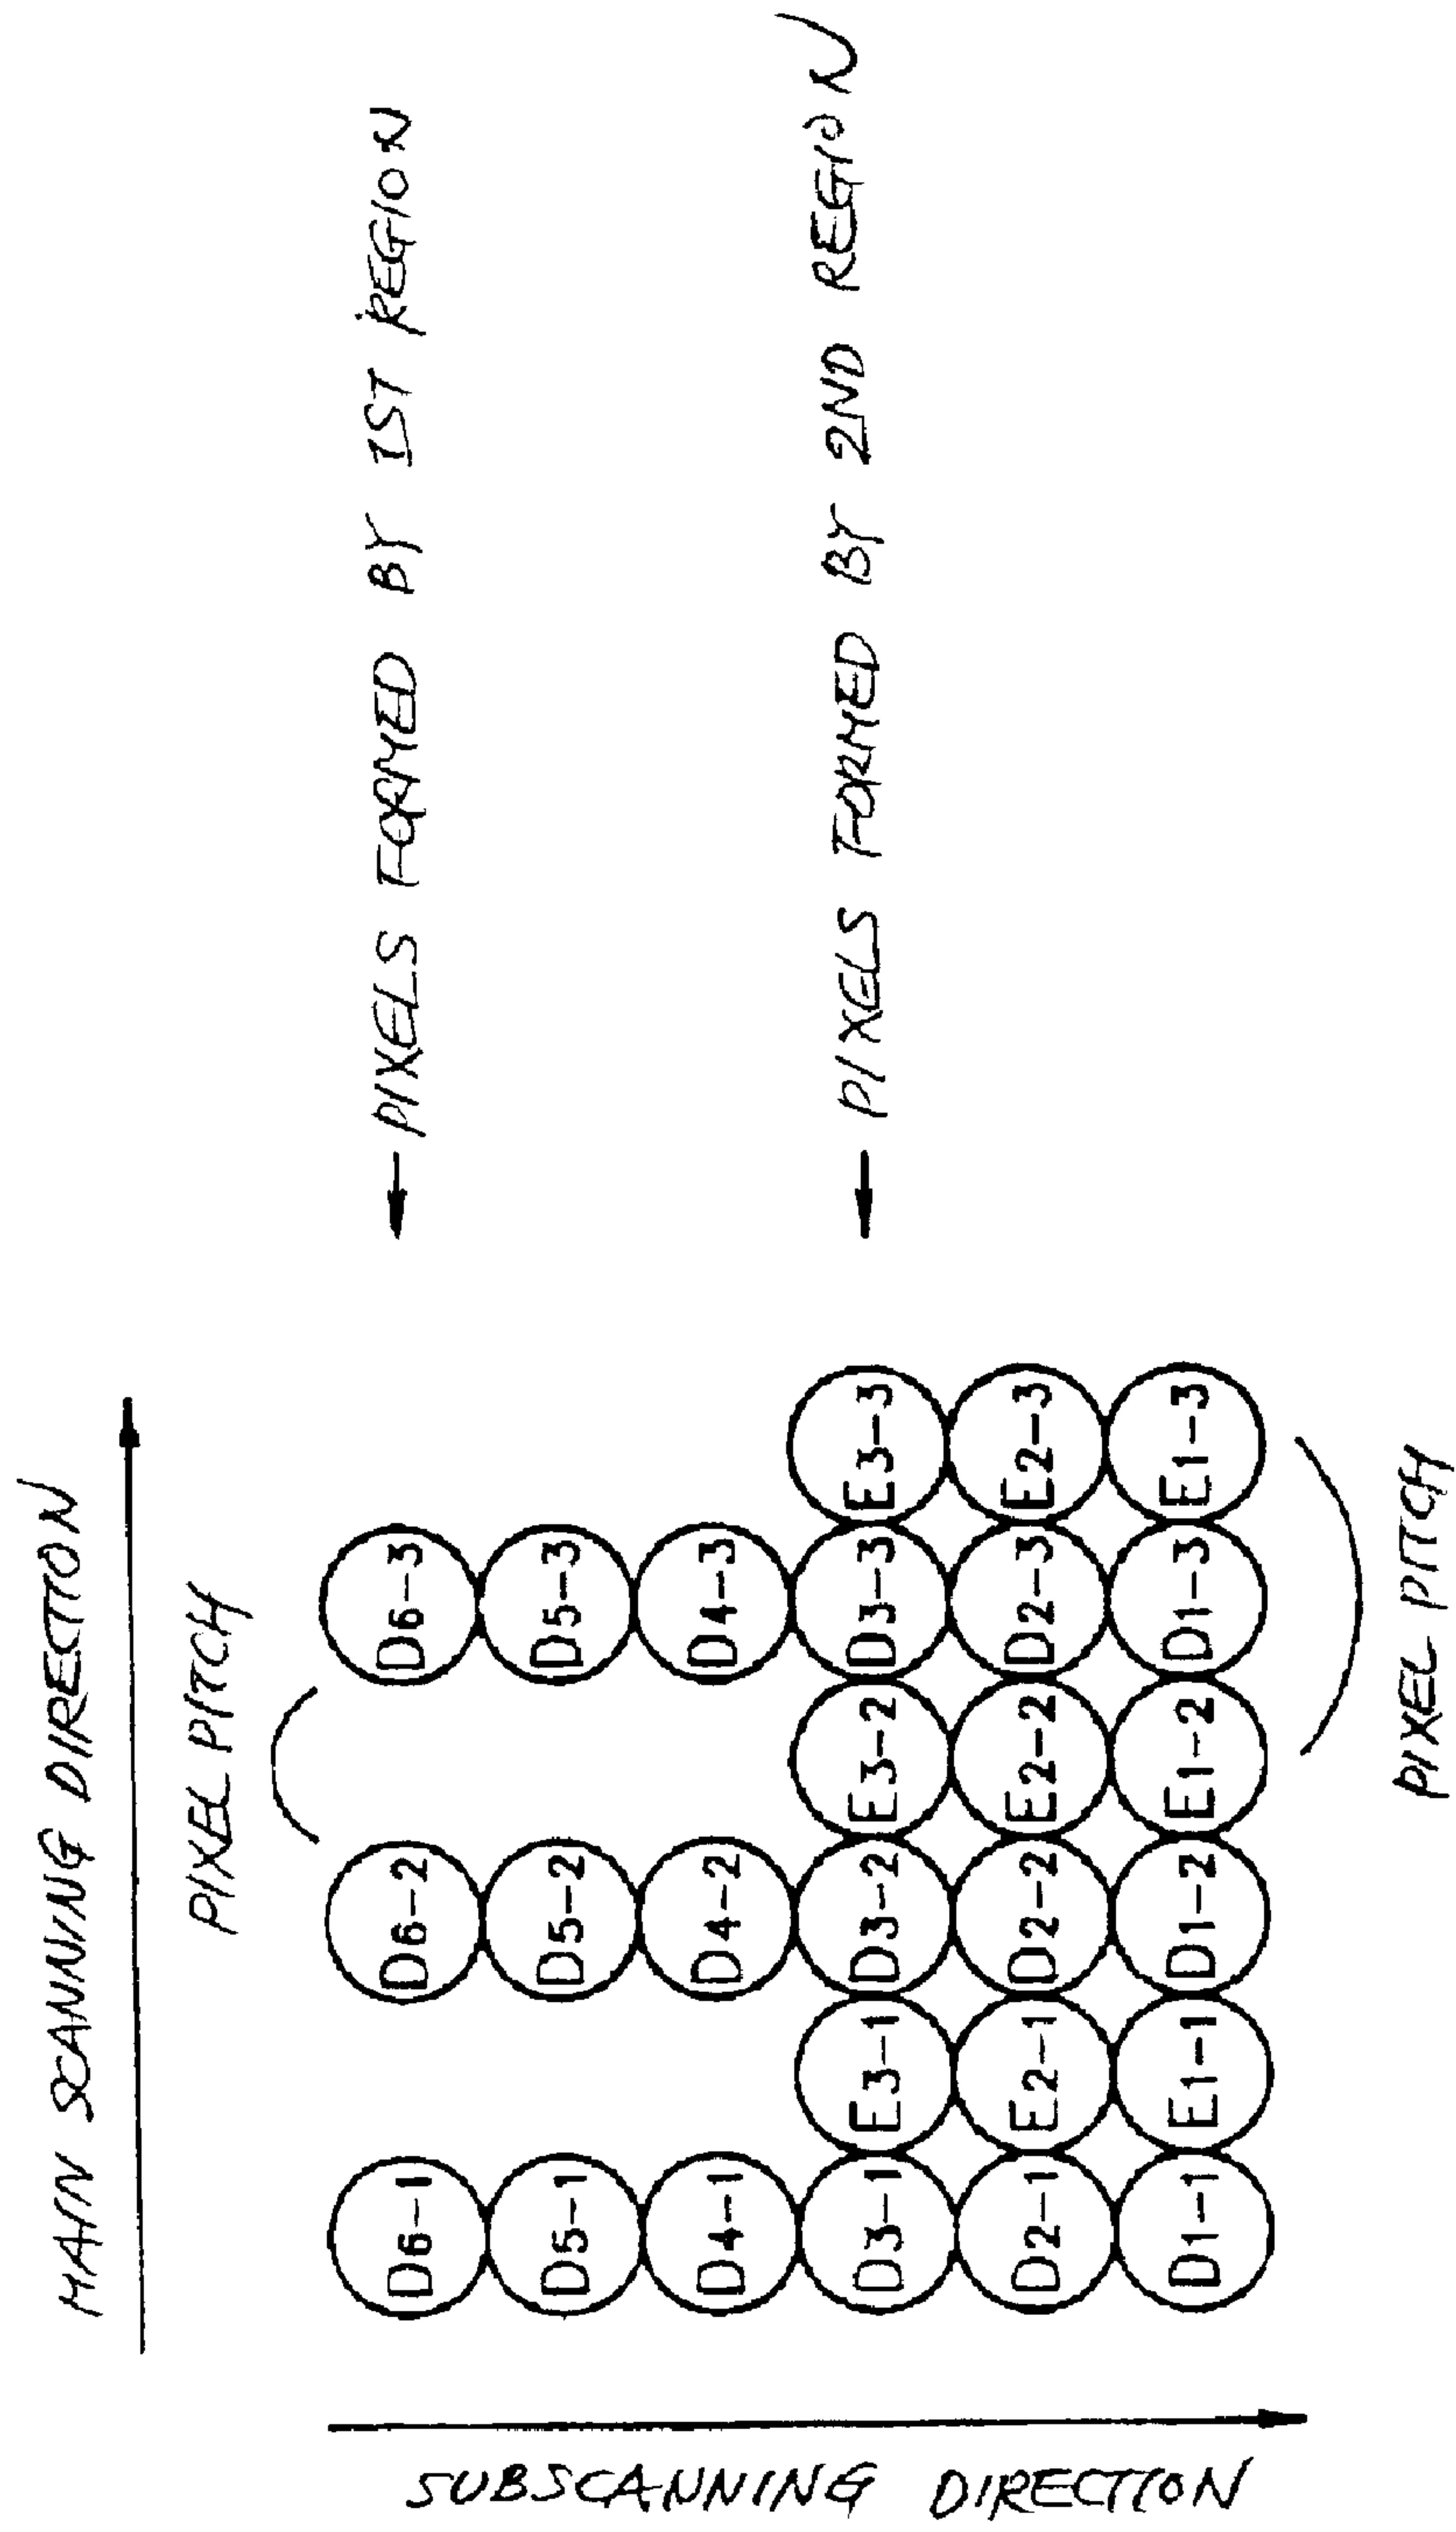 MAIN SCANNING DIRECTION
PIXEL PITCH
D6-1 D6-2 D6-3 ← PIXELS FORMED BY 1ST REGION
D5-1 D5-2 D5-3
D4-1 D4-2 D4-3
D3-1 E3-1 D3-2 E3-2 D3-3 E3-3 ← PIXELS FORMED BY 2ND REGION
D2-1 E2-1 D2-2 E2-2 D2-3 E2-3
D1-1 E1-1 D1-2 E1-2 D1-3 E1-3
PIXEL PITCH
SUBSCANNING DIRECTION